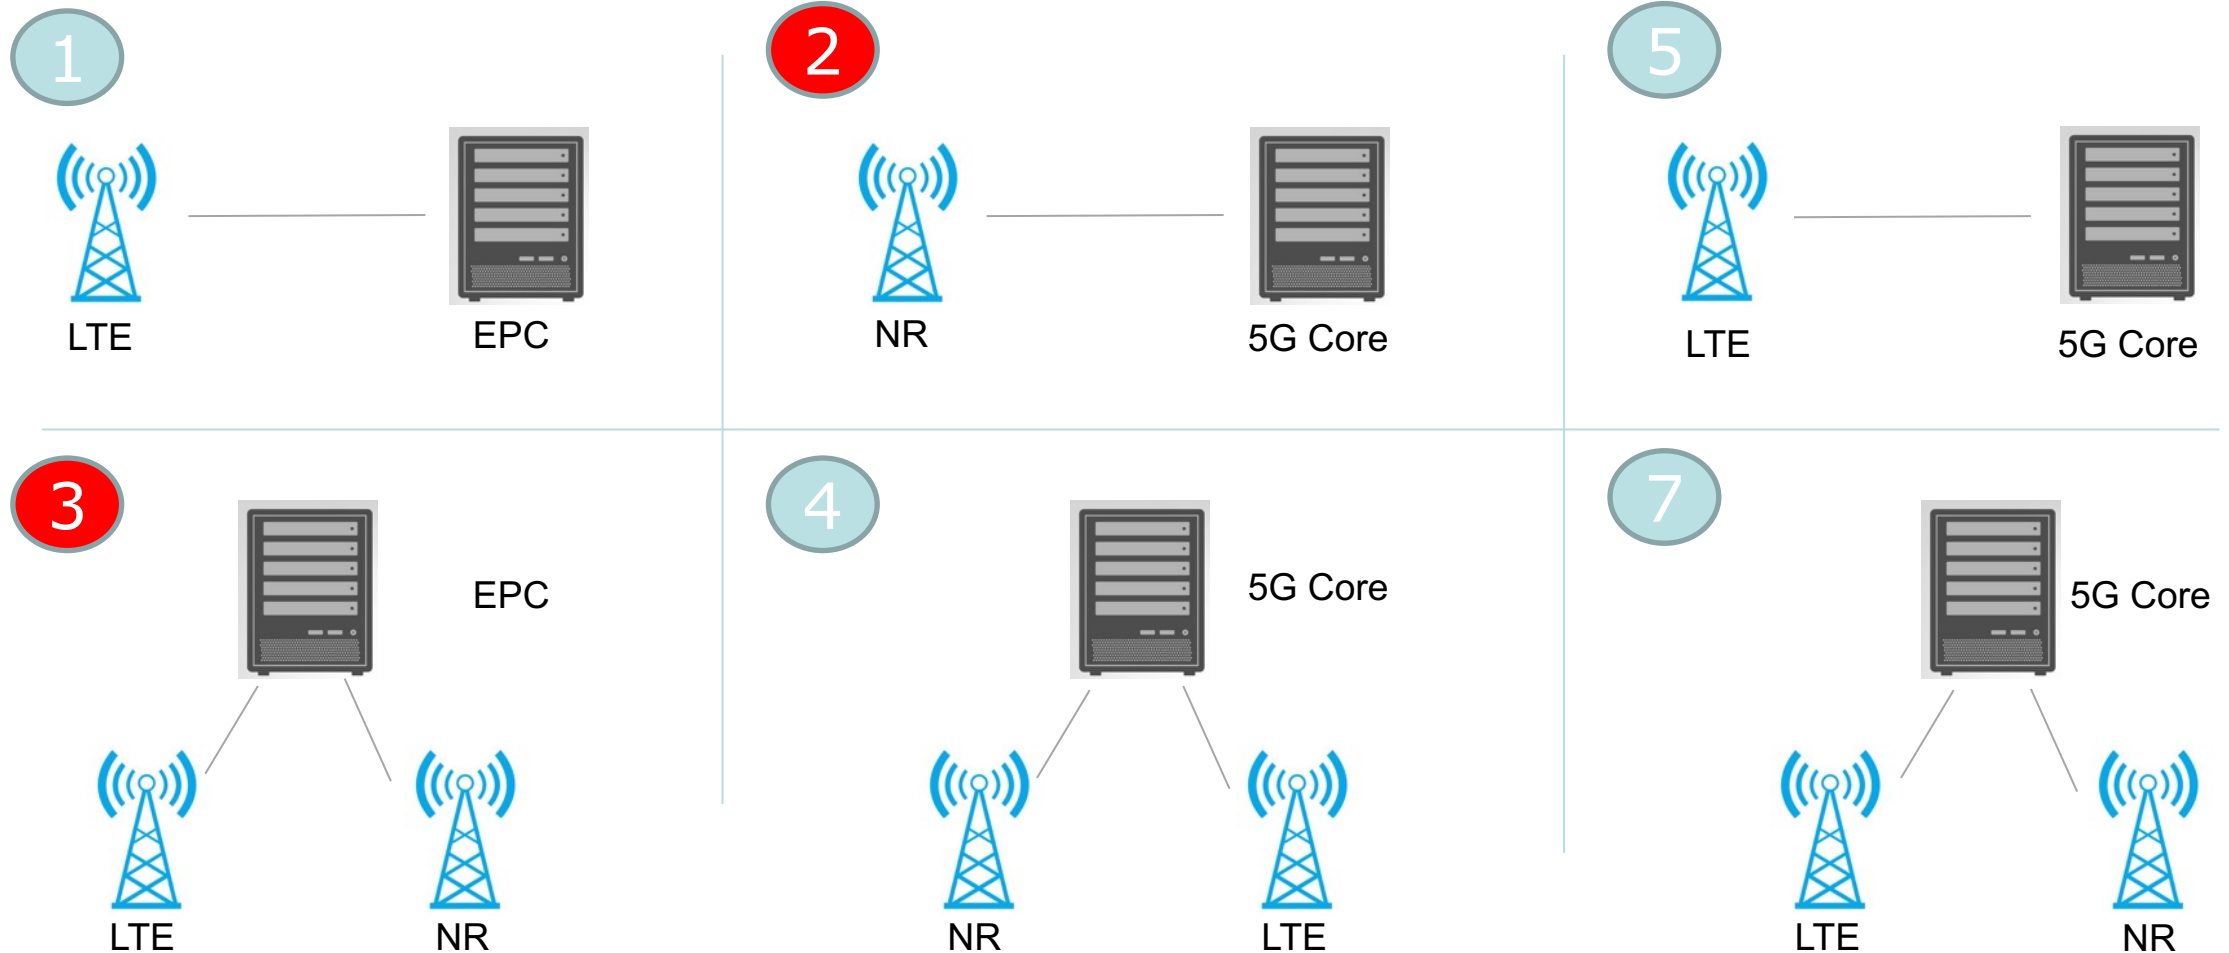 1
LTE
EPC
2
NR
5G Core
5
LTE
5G Core
3
EPC
LTE
NR
4
5G Core
NR
LTE
7
5G Core
LTE
NR